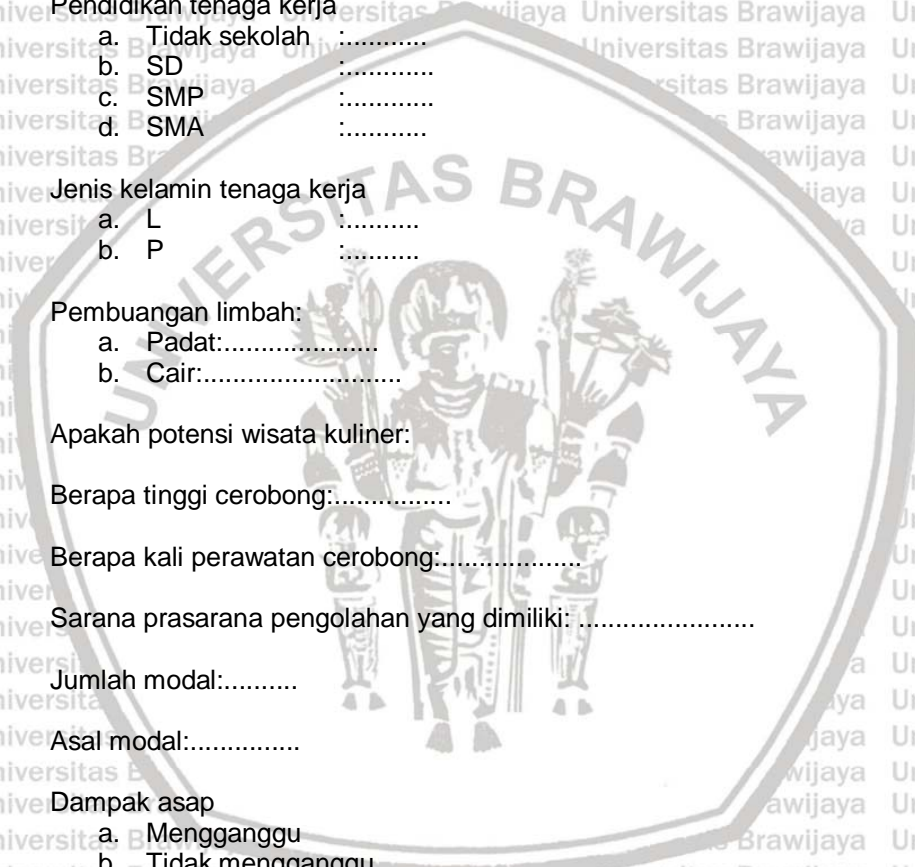 Pendidikan tenaga kerja
a. Tidak sekolah :...........
b. SD :............
c. SMP :............
d. SMA :...........
Jenis kelamin tenaga kerja
a. L :...........
b. P :..........
Pembuangan limbah:
a. Padat:.....................
b. Cair:...........................
Apakah potensi wisata kuliner:
Berapa tinggi cerobong:................
Berapa kali perawatan cerobong:...................
Sarana prasarana pengolahan yang dimiliki: ........................
Jumlah modal:..........
Asal modal:...............
Dampak asap
a. Mengganggu
b. Tidak mengganggu
UNIVERSITAS BRAWIJAYA